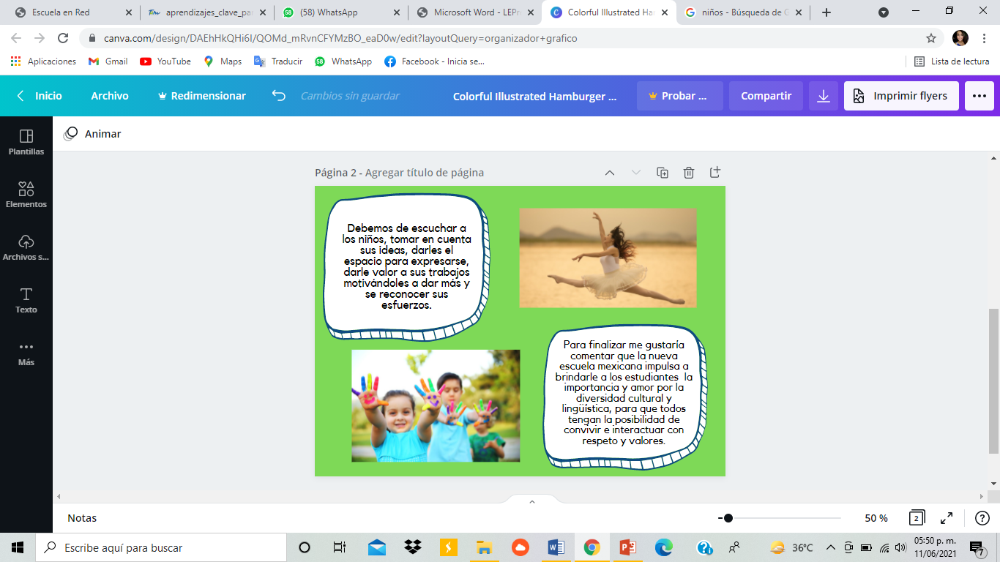 Escuela en Red
aprendizajes_clave_pa
(58) WhatsApp
Microsoft Word - LEPr
Colorful Illustrated Ha
niños - Búsqueda de G
canva.com/design/DAEhHkQHi6I/QOMd_mRvnCFYMzBO_eaD0w/edit?layoutQuery=organizador+grafico
Aplicaciones
Gmail
YouTube
Maps
Traducir
WhatsApp
Facebook - Inicia se...
Lista de lectura
Inicio
Archivo
Redimensionar
Cambios sin guardar
Colorful Illustrated Hamburger ...
Probar ...
Compartir
Imprimir flyers
Plantillas
Elementos
Archivos s...
Texto
Más
Animar
Página 2 - Agregar título de página
Debemos de escuchar a
los niños, tomar en cuenta
sus ideas, darles el
espacio para expresarse,
darle valor a sus trabajos
motivándoles a dar más y
se reconocer sus
esfuerzos.
Para finalizar me gustaría
comentar que la nueva
escuela mexicana impulsa a
brindarle a los estudiantes la
importancia y amor por la
diversidad cultural y
lingüística, para que todos
tengan la posibilidad de
convivir e interactuar con
respeto y valores.
Notas
50 %
2
Escribe aquí para buscar
36°C
05:50 p. m.
11/06/2021
7